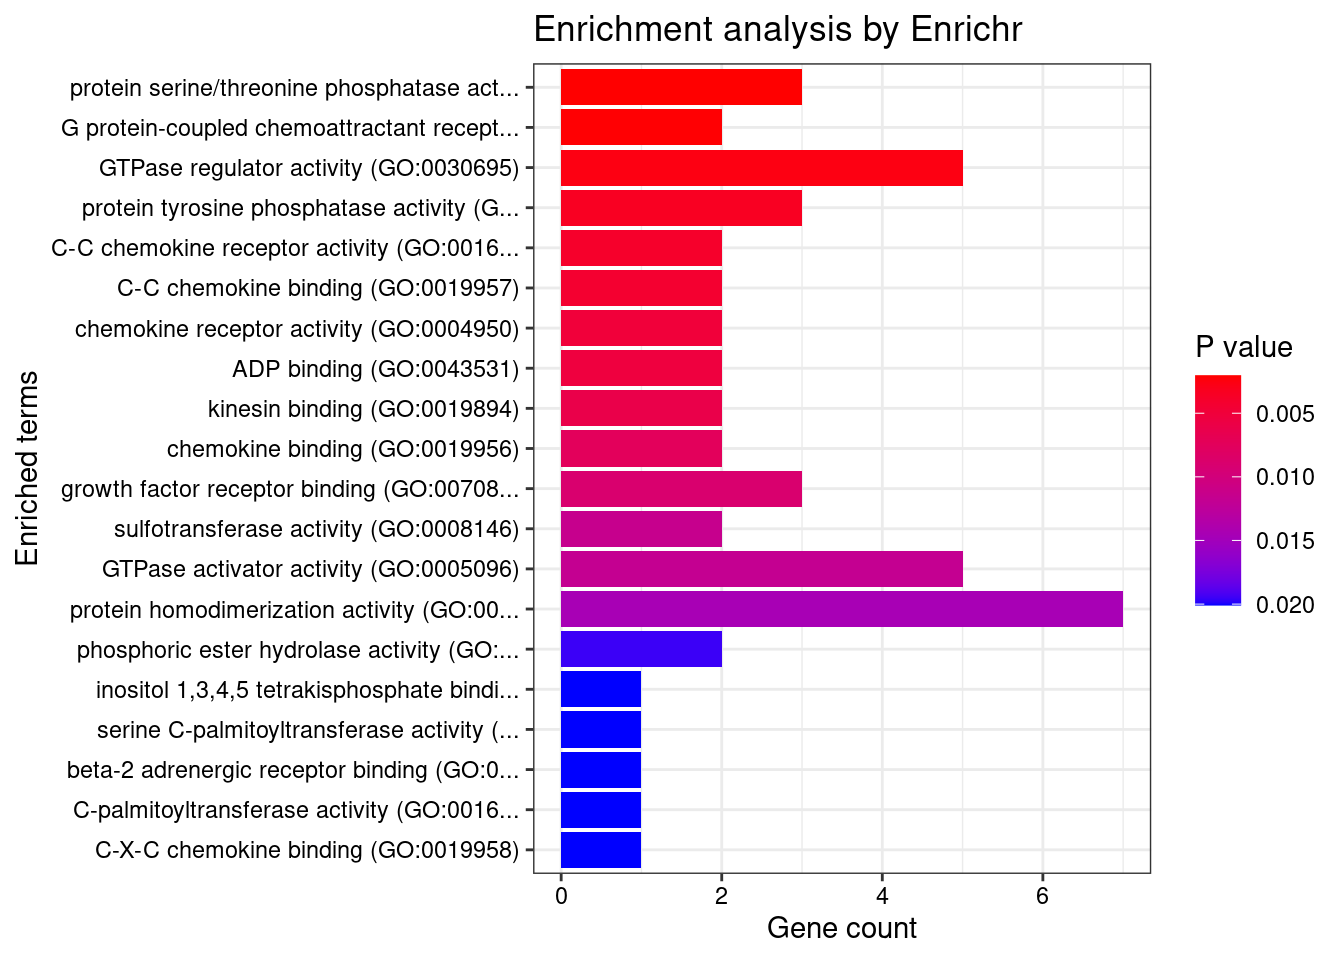 Enrichment analysis by Enrichr
protein serine/threonine phosphatase act...
G protein-coupled chemoattractant recept...
GTPase regulator activity (GO:0030695)
protein tyrosine phosphatase activity (G...
C-C chemokine receptor activity (GO:0016...
C-C chemokine binding (GO:0019957)
chemokine receptor activity (GO:0004950)
ADP binding (GO:0043531)
kinesin binding (GO:0019894)
chemokine binding (GO:0019956)
growth factor receptor binding (GO:00708...
sulfotransferase activity (GO:0008146)
GTPase activator activity (GO:0005096)
protein homodimerization activity (GO:00...
phosphoric ester hydrolase activity (GO:...
inositol 1,3,4,5 tetrakisphosphate bindi...
serine C-palmitoyltransferase activity (...
beta-2 adrenergic receptor binding (GO:0...
C-palmitoyltransferase activity (GO:0016...
C-X-C chemokine binding (GO:0019958)
Enriched terms
0 2 4 6
Gene count
P value
0.005
0.010
0.015
0.020